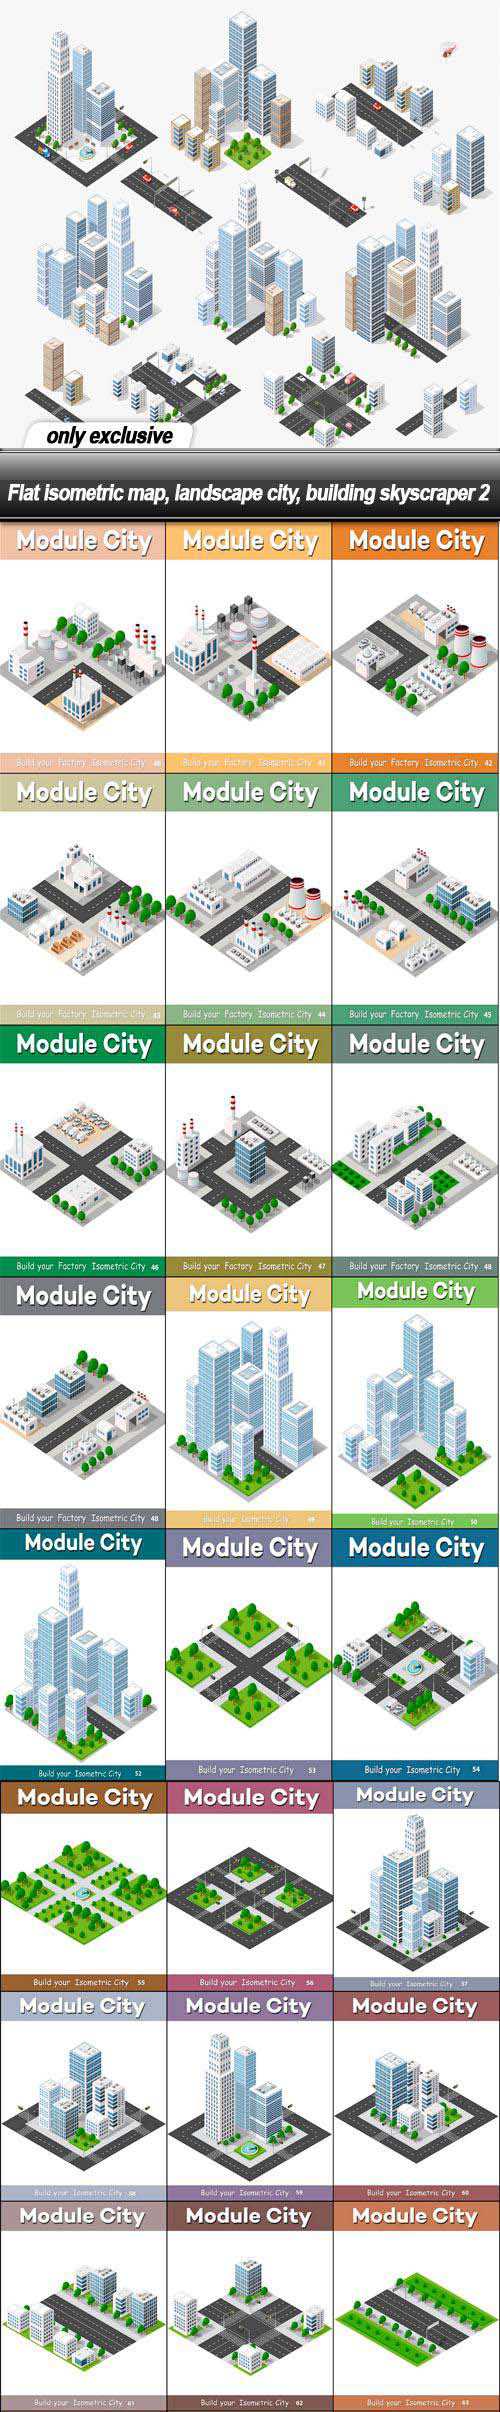 only exclusive
Flat isometric map, landscape city, building skyscraper 2
Module City Module City Module City
Build your Factory Isometric City 40 Build your Factory Isometric City 41 Build your Factory Isometric City 42
Module City Module City Module City
Build your Factory Isometric City 43 Build your Factory Isometric City 44 Build your Factory Isometric City 45
Module City Module City Module City
Build your Factory Isometric City 46 Build your Factory Isometric City 47 Build your Factory Isometric City 48
Module City Module City Module City
Build your Factory Isometric City 48 Build your Isometric City 49 Build your Isometric City 50
Module City Module City Module City
Build your Isometric City 52 Build your Isometric City 53 Build your Isometric City 54
Module City Module City Module City
Build your Isometric City 55 Build your Isometric City 56 Build your Isometric City 57
Module City Module City Module City
Build your Isometric City 58 Build your Isometric City 59 Build your Isometric City 60
Module City Module City Module City
Build your Isometric City 61 Build your Isometric City 62 Build your Isometric City 63